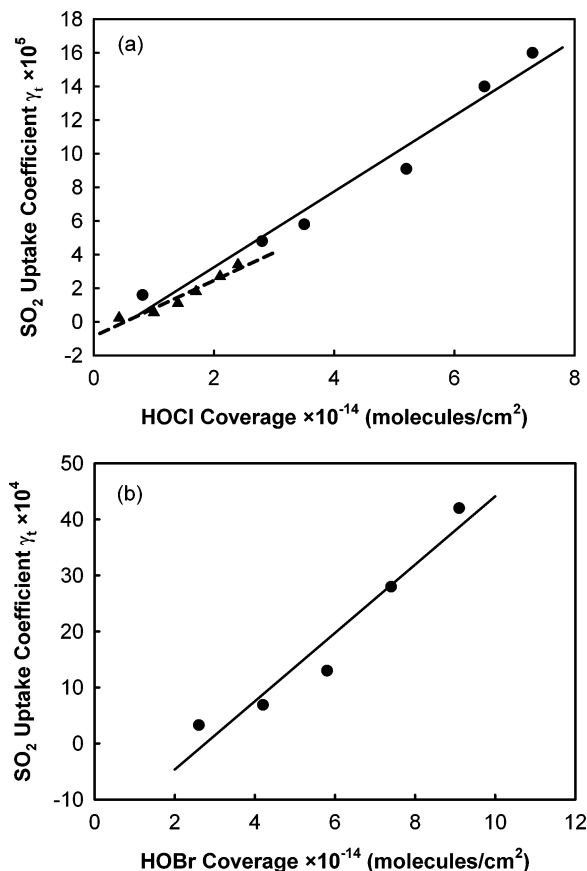 (a)
SO₂ Uptake Coefficient γₜ ×10⁵
18
16
14
12
10
8
6
4
2
0
-2
0 2 4 6 8
HOCl Coverage ×10⁻¹⁴ (molecules/cm²)
(b)
SO₂ Uptake Coefficient γₜ ×10⁴
50
40
30
20
10
0
-10
0 2 4 6 8 10 12
HOBr Coverage ×10⁻¹⁴ (molecules/cm²)